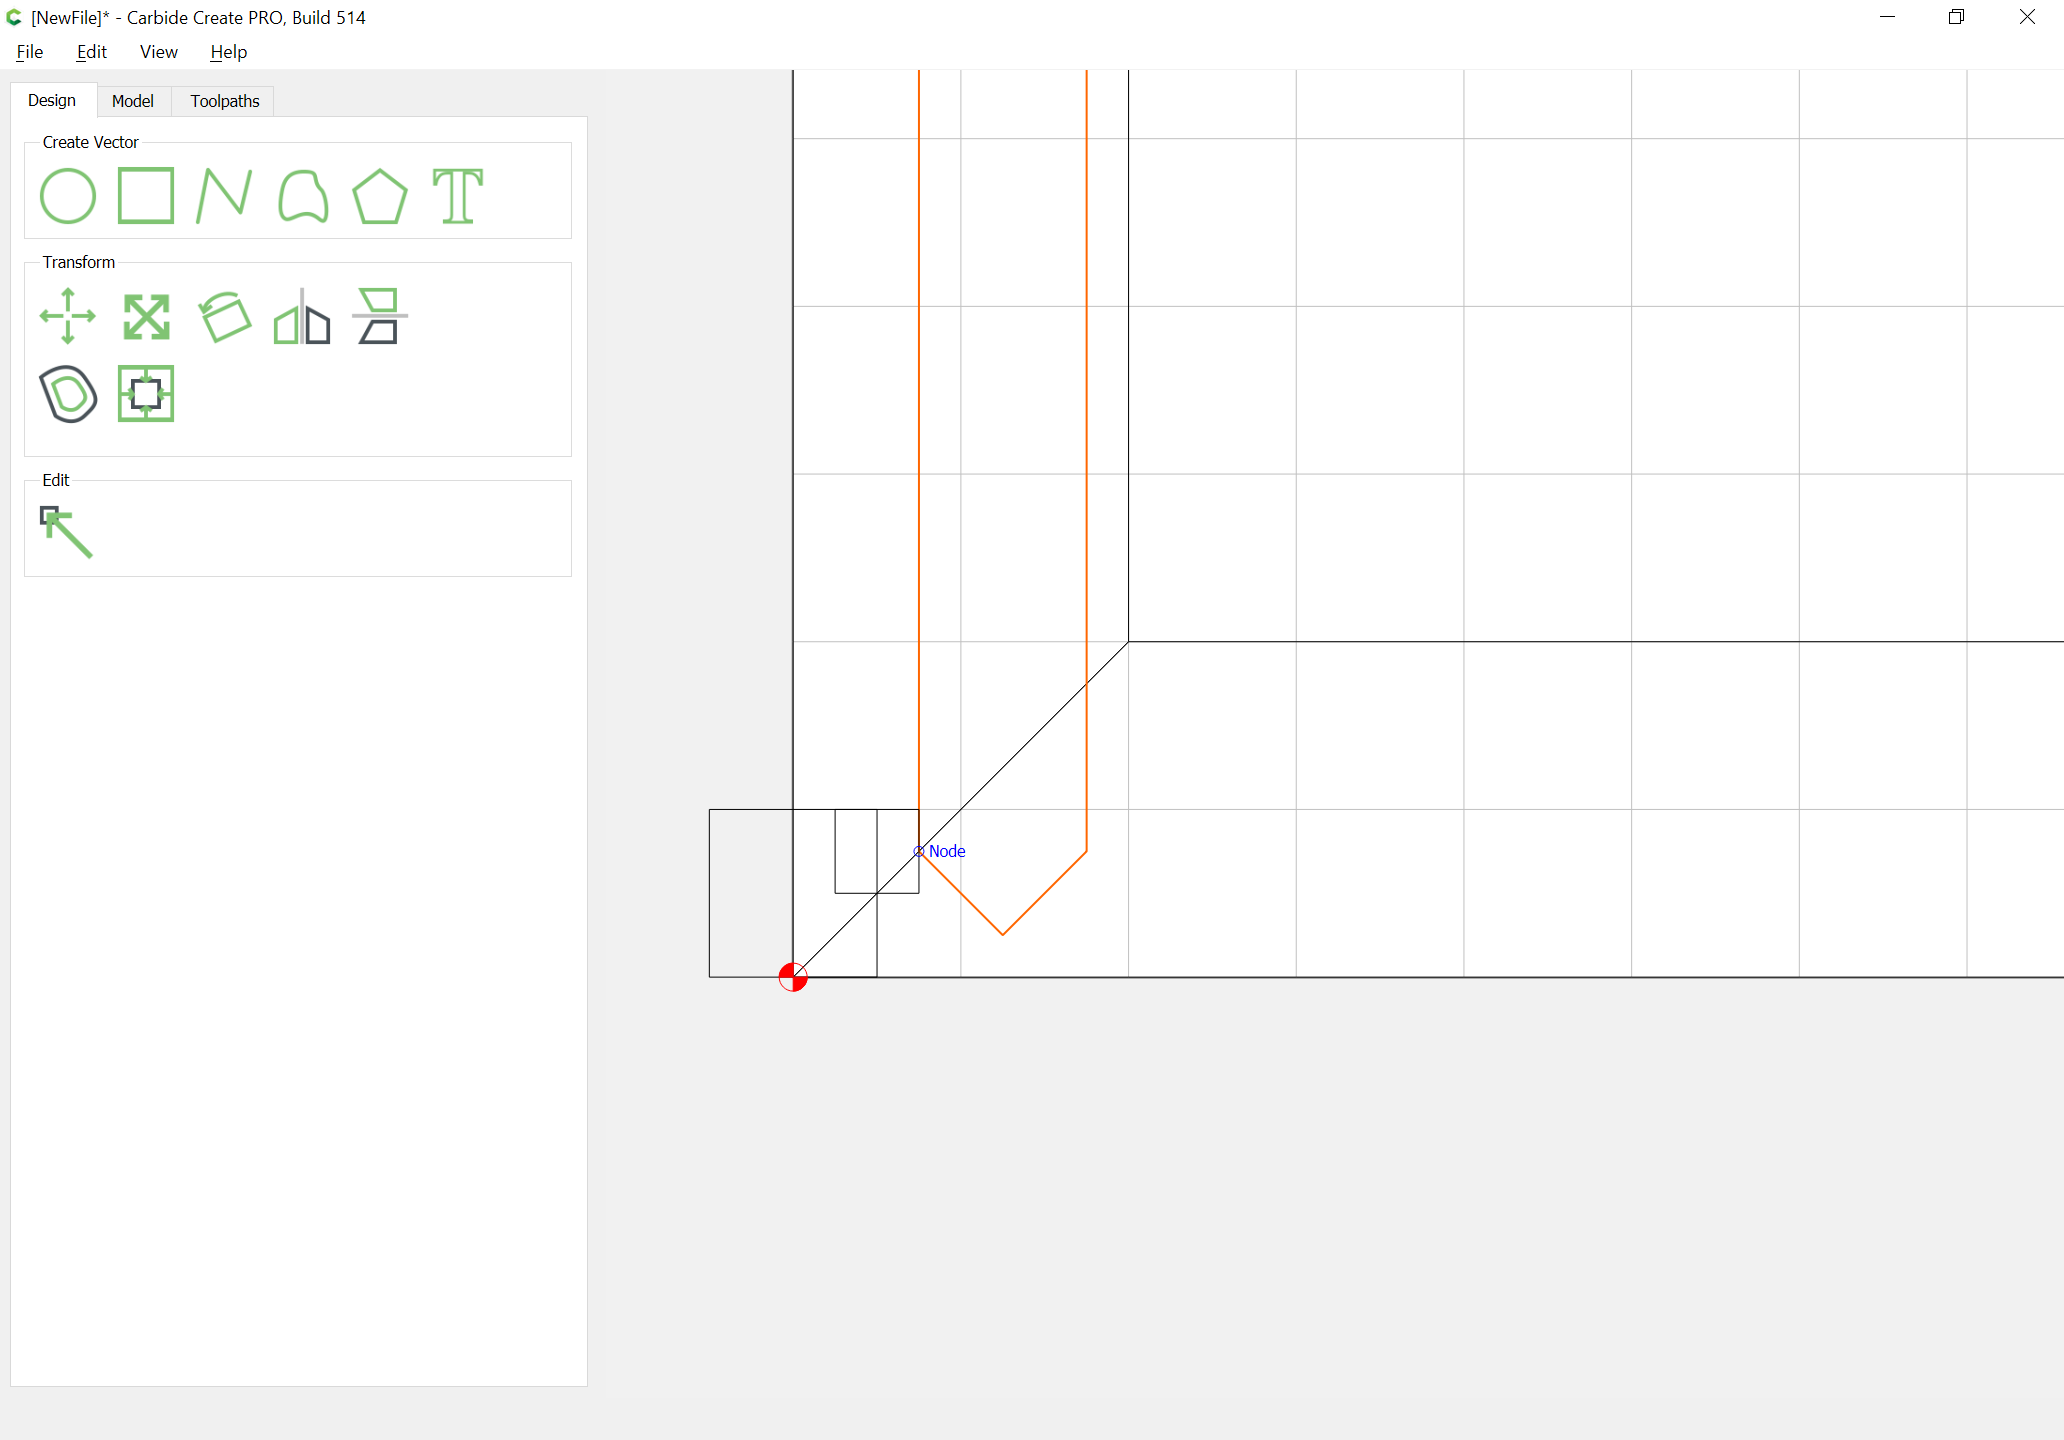 [NewFile]* - Carbide Create PRO, Build 514
File Edit View Help
Design Model Toolpaths
Create Vector
Transform
Edit
Node